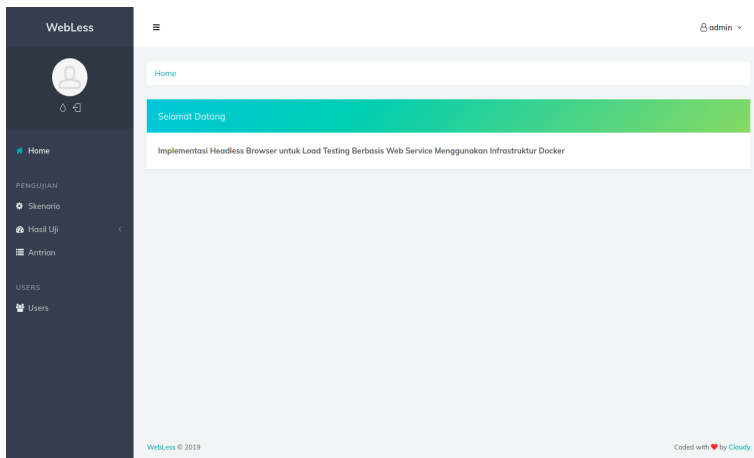 WebLess
admin
Home
Selamat Datang
Implementasi Headless Browser untuk Load Testing Berbasis Web Service Menggunakan Infrastruktur Docker
Home
PENGUJIAN
Skenario
Hasil Uji
Antrian
USERS
Users
WebLess © 2019
Coded with ❤ by Cloudy